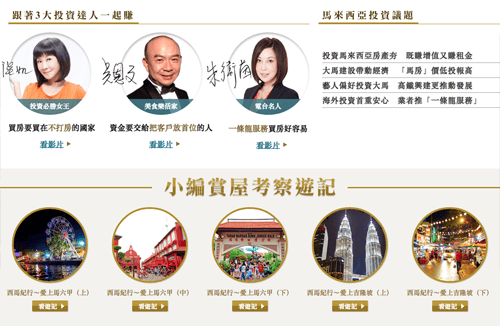 跟著3大投資達人一起賺
投資必勝女王
美食樂活家
電台名人
買房要買在不打房的國家
資金要交給把客戶放首位的人
一條龍服務買房好容易
看影片
看影片
看影片
馬來西亞投資議題
投資馬來西亞房產夯 既賺增值又賺租金
大馬建設帶動經濟 「馬房」價低投報高
藝人偏好投資大馬 高鐵興建更推動發展
海外投資首重安心 業者推「一條龍服務」
小編賞屋考察遊記
西馬紀行～愛上馬六甲（上）
西馬紀行～愛上馬六甲（中）
西馬紀行～愛上馬六甲（下）
西馬紀行～愛上吉隆坡（上）
西馬紀行～愛上吉隆坡（下）
看遊記
看遊記
看遊記
看遊記
看遊記